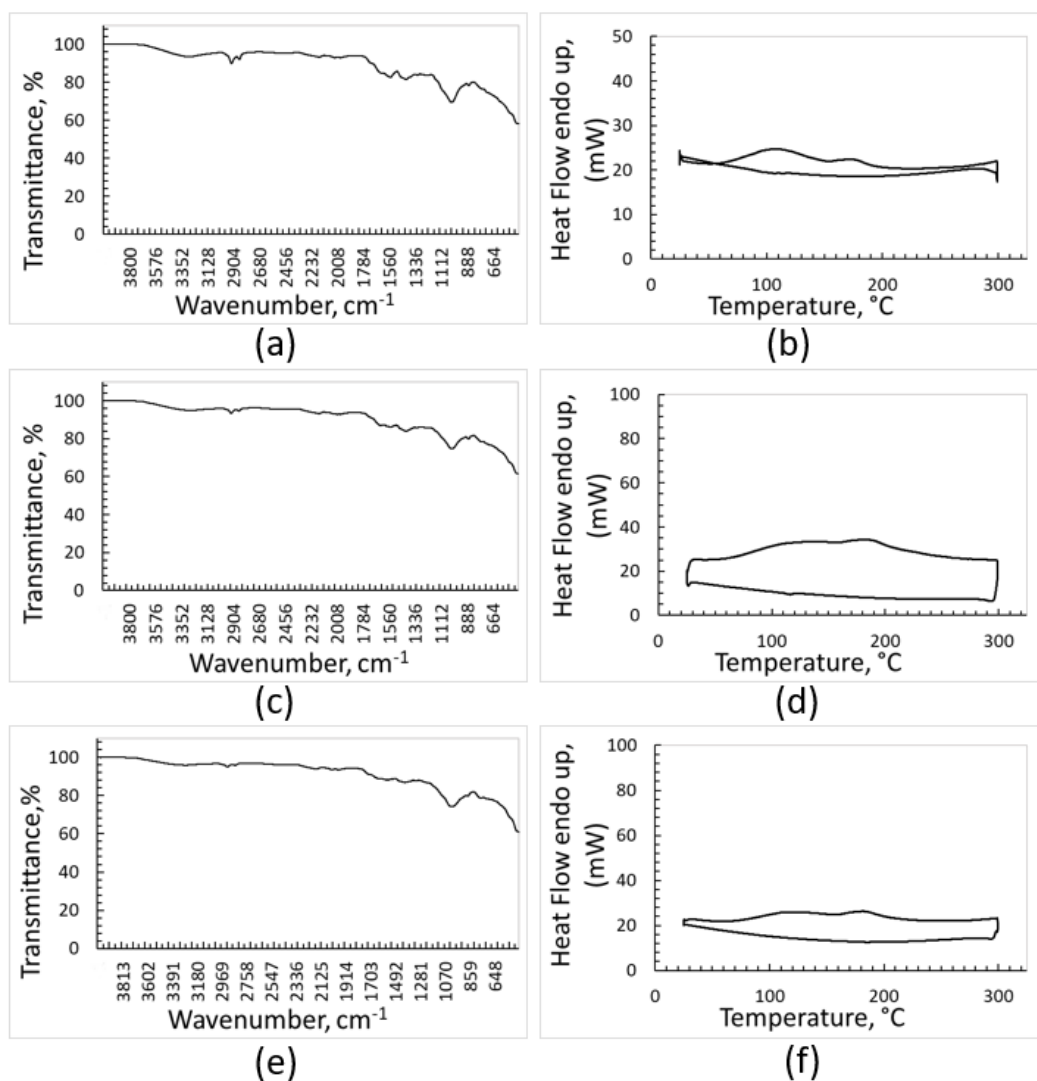 Transmittance, %
100
80
60
40
20
0
3800 3576 3352 3128 2904 2680 2456 2232 2008 1784 1560 1336 1112 888 664
Wavenumber, cm-1
(a)
Heat Flow endo up,
(mW)
50
40
30
20
10
0
0 100 200 300
Temperature, °C
(b)
Transmittance, %
100
80
60
40
20
0
3800 3576 3352 3128 2904 2680 2456 2232 2008 1784 1560 1336 1112 888 664
Wavenumber, cm-1
(c)
Heat Flow endo up,
(mW)
100
80
60
40
20
0
0 100 200 300
Temperature, °C
(d)
Transmittance,%
100
80
60
40
20
0
3813 3602 3391 3180 2969 2758 2547 2336 2125 1914 1703 1492 1281 1070 859 648
Wavenumber, cm-1
(e)
Heat Flow endo up,
(mW)
100
80
60
40
20
0
0 100 200 300
Temperature, °C
(f)